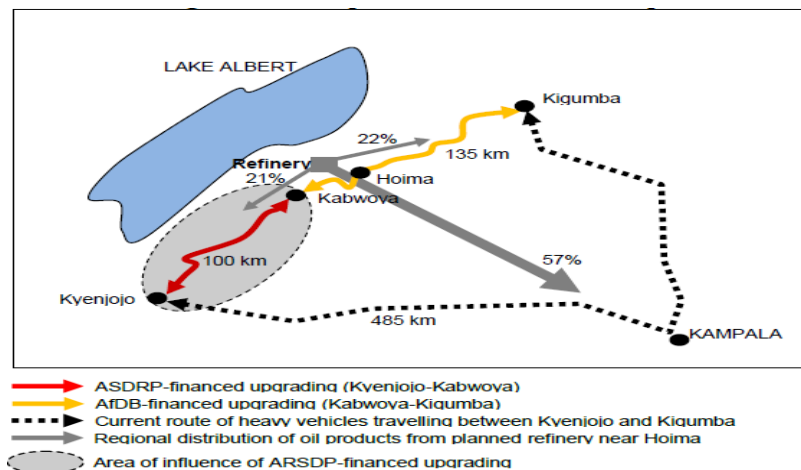 LAKE ALBERT
Kigumba
22%
135 km
Refinery
Hoima
21%
Kabwoya
57%
100 km
Kyenjojo
485 km
KAMPALA
ASDRP-financed upgrading (Kyenjojo-Kabwoya)
AfDB-financed upgrading (Kabwoya-Kigumba)
Current route of heavy vehicles travelling between Kyenjojo and Kigumba
Regional distribution of oil products from planned refinery near Hoima
Area of influence of ARSDP-financed upgrading